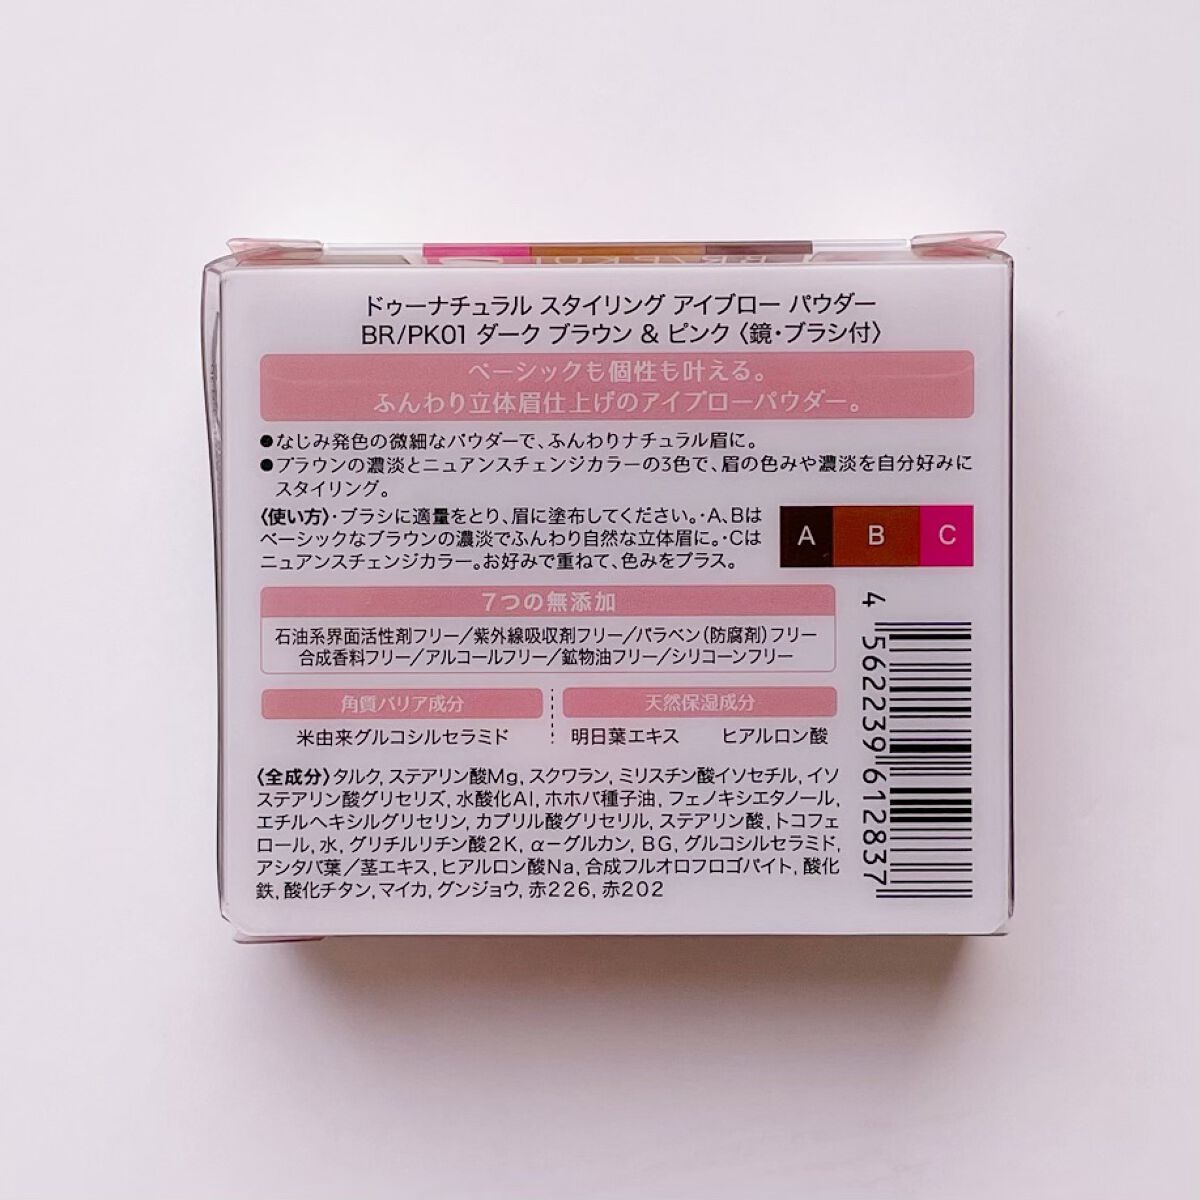 ドゥーナチュラル スタイリング アイブロー パウダー
BR/PK01 ダーク ブラウン & ピンク〈鏡・ブラシ付〉
ベーシックも個性も叶える。
ふんわり立体眉仕上げのアイブローパウダー。
●なじみ発色の微細なパウダーで、ふんわりナチュラル眉に。
●ブラウンの濃淡とニュアンスチェンジカラーの3色で、眉の色みや濃淡を自分好みに
スタイリング。
〈使い方〉・ブラシに適量をとり、眉に塗布してください。・A、Bは
ベーシックなブラウンの濃淡でふんわり自然な立体眉に。・Cは
ニュアンスチェンジカラー。お好みで重ねて、色みをプラス。
A B C
7つの無添加
石油系界面活性剤フリー/紫外線吸収剤フリー/パラベン(防腐剤)フリー
合成香料フリー/アルコールフリー/鉱物油フリー/シリコーンフリー
角質バリア成分
米由来グルコシルセラミド
天然保湿成分
明日葉エキス ヒアルロン酸
〈全成分〉タルク, ステアリン酸Mg, スクワラン, ミリスチン酸イソセチル, イソ
ステアリン酸グリセリズ, 水酸化Al, ホホバ種子油, フェノキシエタノール,
エチルヘキシルグリセリン, カプリル酸グリセリル, ステアリン酸, トコフェ
ロール, 水, グリチルリチン酸2K, α-グルカン, BG, グルコシルセラミド,
アシタバ葉/茎エキス, ヒアルロン酸Na, 合成フルオロフロゴパイト, 酸化
鉄, 酸化チタン, マイカ, グンジョウ, 赤226, 赤202
4 562239 612837